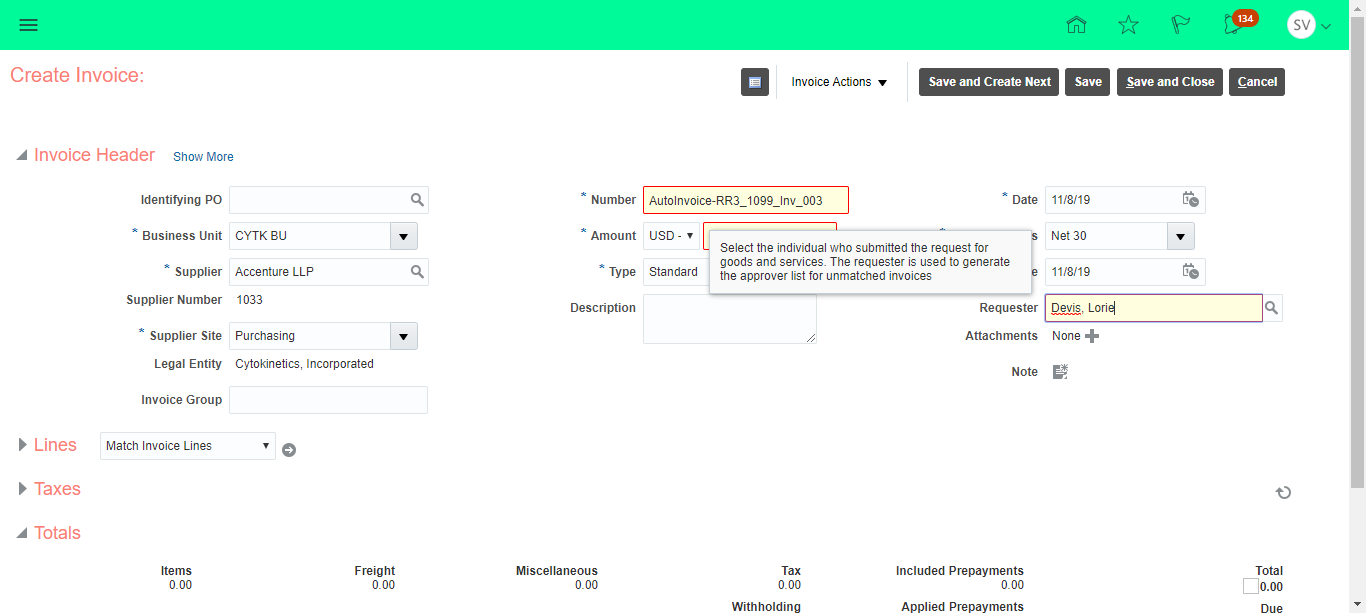 134
SV
Create Invoice:
Invoice Actions
Save and Create Next
Save
Save and Close
Cancel
Invoice Header
Show More
Identifying PO
* Business Unit CYTK BU
* Supplier Accenture LLP
Supplier Number 1033
* Supplier Site Purchasing
Legal Entity Cytokinetics, Incorporated
Invoice Group
* Number AutoInvoice-RR3_1099_Inv_003
* Amount USD -
* Type Standard
Description
Select the individual who submitted the request for
goods and services. The requester is used to generate
the approver list for unmatched invoices
* Date 11/8/19
s Net 30
e 11/8/19
Requester Devis, Lorie
Attachments None
Note
Lines Match Invoice Lines
Taxes
Totals
Items Freight Miscellaneous Tax Included Prepayments Total
0.00 0.00 0.00 0.00 0.00 0.00
Withholding Applied Prepayments Due